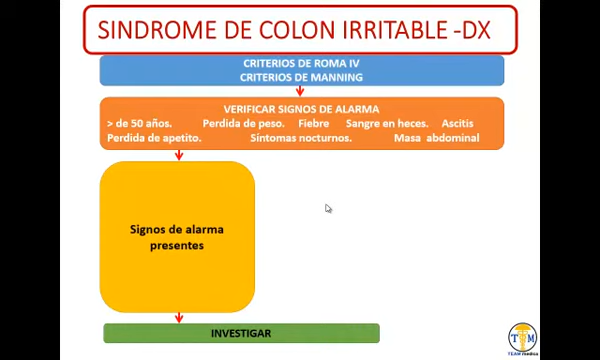 SINDROME DE COLON IRRITABLE -DX
CRITERIOS DE ROMA IV
CRITERIOS DE MANNING
VERIFICAR SIGNOS DE ALARMA
> de 50 años. Perdida de peso. Fiebre Sangre en heces. Ascitis
Perdida de apetito. Síntomas nocturnos. Masa abdominal
Signos de alarma
presentes
INVESTIGAR
T M
TEAM medica